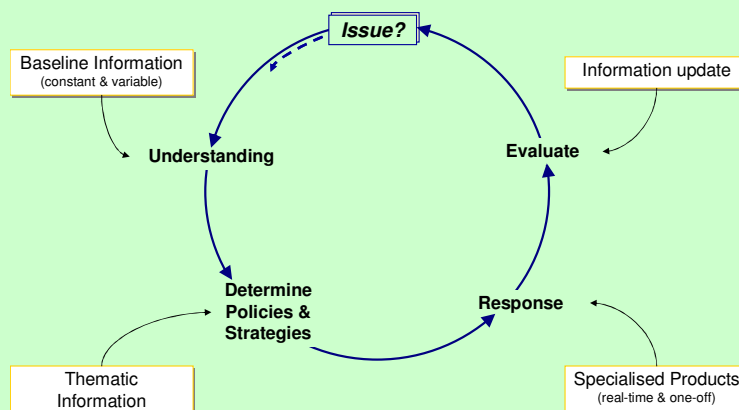 Issue?
Baseline Information
(constant & variable)
Information update
Understanding
Evaluate
Determine
Policies &
Strategies
Response
Thematic
Information
Specialised Products
(real-time & one-off)